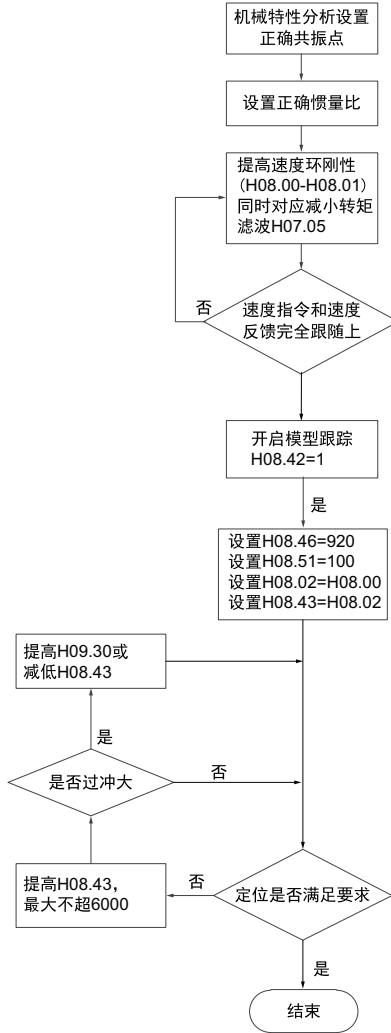 机械特性分析设置
正确共振点
设置正确惯量比
提高速度环刚性
(H08.00-H08.01)
同时对应减小转矩
滤波H07.05
否
速度指令和速度
反馈完全跟随上
开启模型跟踪
H08.42=1
是
设置H08.46=920
设置H08.51=100
设置H08.02=H08.00
设置H08.43=H08.02
提高H09.30或
减低H08.43
是
是否过冲大
否
提高H08.43，
最大不超6000
否
定位是否满足要求
是
结束